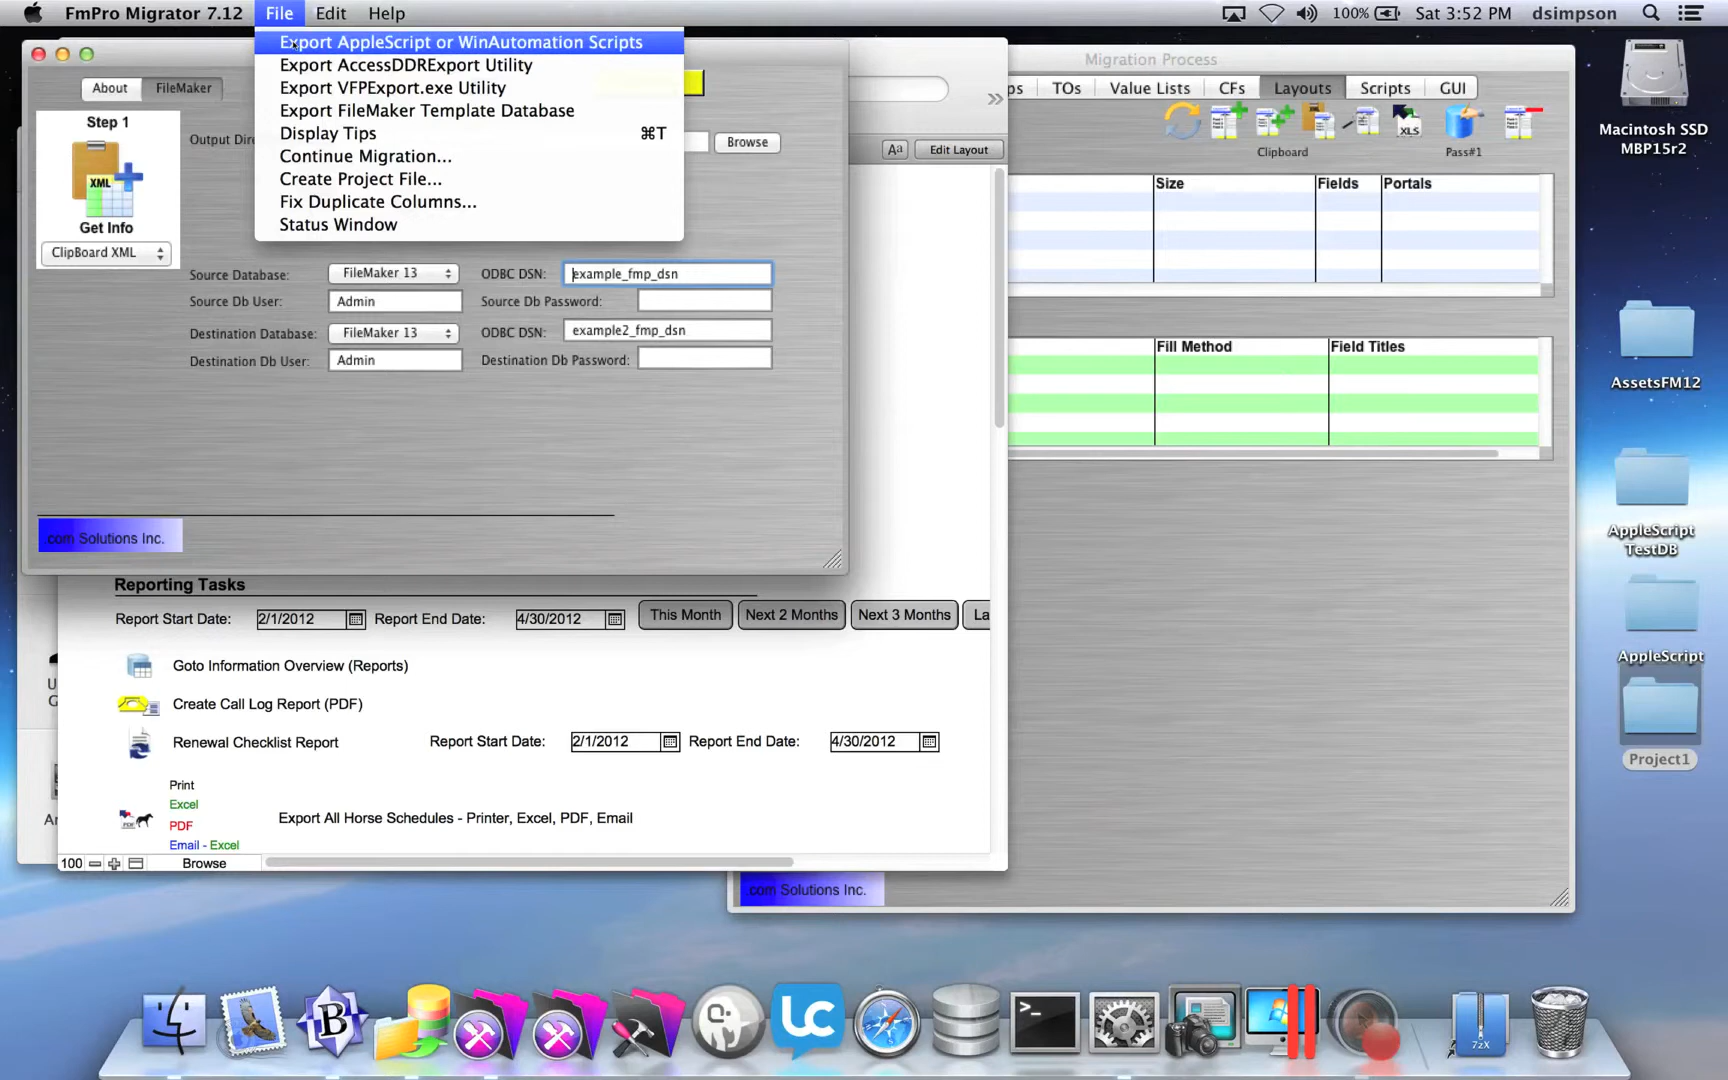 FmPro Migrator 7.12 File Edit Help 100% Sat 3:52 PM dsimpson
Export AppleScript or WinAutomation Scripts
Export AccessDDRExport Utility
Export VFPExport.exe Utility
Export FileMaker Template Database
Display Tips ⌘T
Continue Migration...
Create Project File...
Fix Duplicate Columns...
Status Window
About FileMaker
Step 1
XML
Get Info
ClipBoard XML
Output Dire
Browse
Source Database: FileMaker 13 ODBC DSN: example_fmp_dsn
Source Db User: Admin Source Db Password:
Destination Database: FileMaker 13 ODBC DSN: example2_fmp_dsn
Destination Db User: Admin Destination Db Password:
.com Solutions Inc.
Aa Edit Layout
Migration Process
ps TOs Value Lists CFs Layouts Scripts GUI
XLS
Clipboard Pass#1
Size Fields Portals
Fill Method Field Titles
.com Solutions Inc.
Reporting Tasks
Report Start Date: 2/1/2012 Report End Date: 4/30/2012 This Month Next 2 Months Next 3 Months La
Goto Information Overview (Reports)
Create Call Log Report (PDF)
Renewal Checklist Report Report Start Date: 2/1/2012 Report End Date: 4/30/2012
Print
Excel
PDF
Email - Excel
Export All Horse Schedules - Printer, Excel, PDF, Email
100 Browse
U
G
Ar
Macintosh SSD
MBP15r2
AssetsFM12
AppleScript
TestDB
AppleScript
Project1
B
LC
>_
7zX